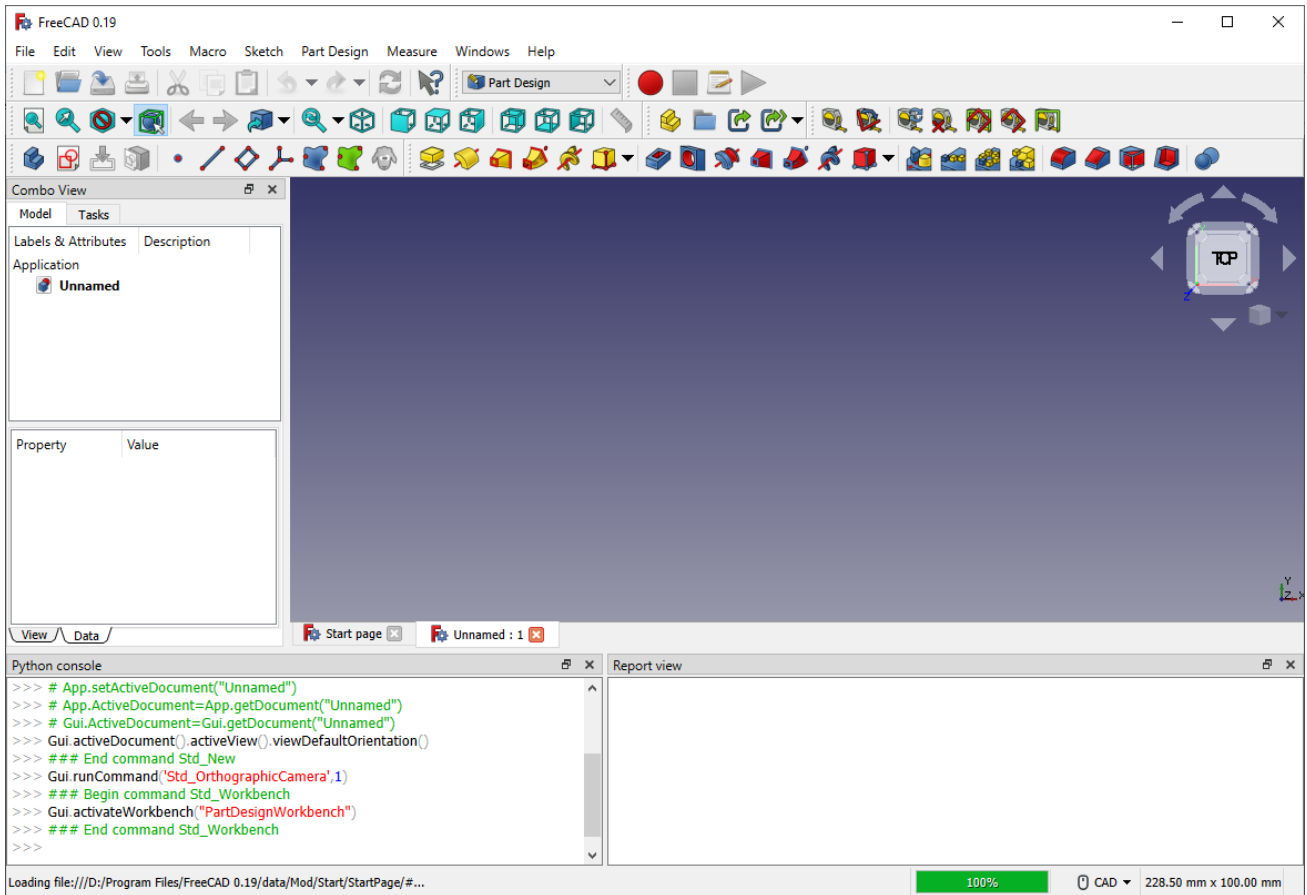 FreeCAD 0.19
File Edit View Tools Macro Sketch Part Design Measure Windows Help
Part Design
Combo View
Model Tasks
Labels & Attributes Description
Application
Unnamed
TOP
Z
Property Value
Y
Z X
View Data
Start page Unnamed : 1
Python console
>>> # App.setActiveDocument("Unnamed")
>>> # App.ActiveDocument=App.getDocument("Unnamed")
>>> # Gui.ActiveDocument=Gui.getDocument("Unnamed")
>>> Gui.activeDocument().activeView().viewDefaultOrientation()
>>> ### End command Std_New
>>> Gui.runCommand('Std_OrthographicCamera',1)
>>> ### Begin command Std_Workbench
>>> Gui.activateWorkbench("PartDesignWorkbench")
>>> ### End command Std_Workbench
>>>
Report view
Loading file:///D:/Program Files/FreeCAD 0.19/data/Mod/Start/StartPage/#...
100% CAD 228.50 mm x 100.00 mm